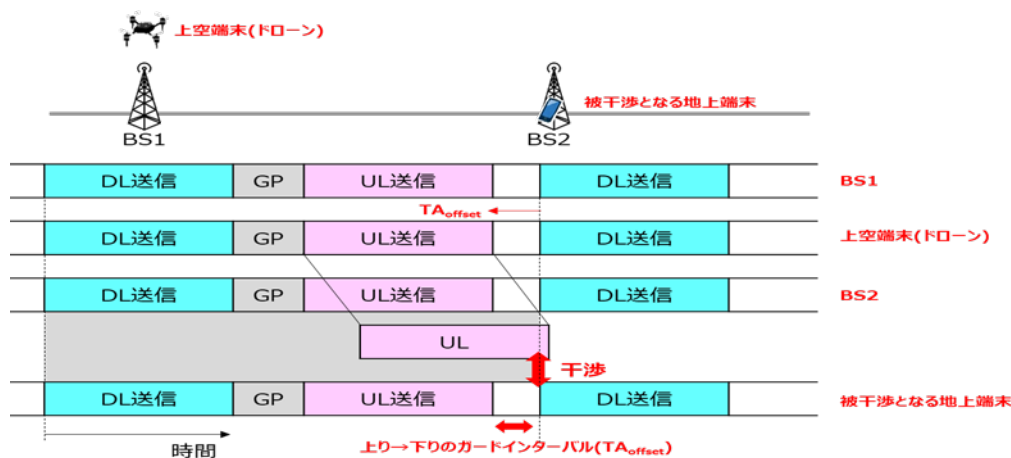 上空端末(ドローン)
被干渉となる地上端末
BS1
BS2
DL送信 GP UL送信 DL送信 BS1
TAoffset
DL送信 GP UL送信 DL送信 上空端末(ドローン)
DL送信 GP UL送信 DL送信 BS2
UL
干渉
DL送信 GP UL送信 DL送信 被干渉となる地上端末
時間
上り→下りのガードインターバル(TAoffset)